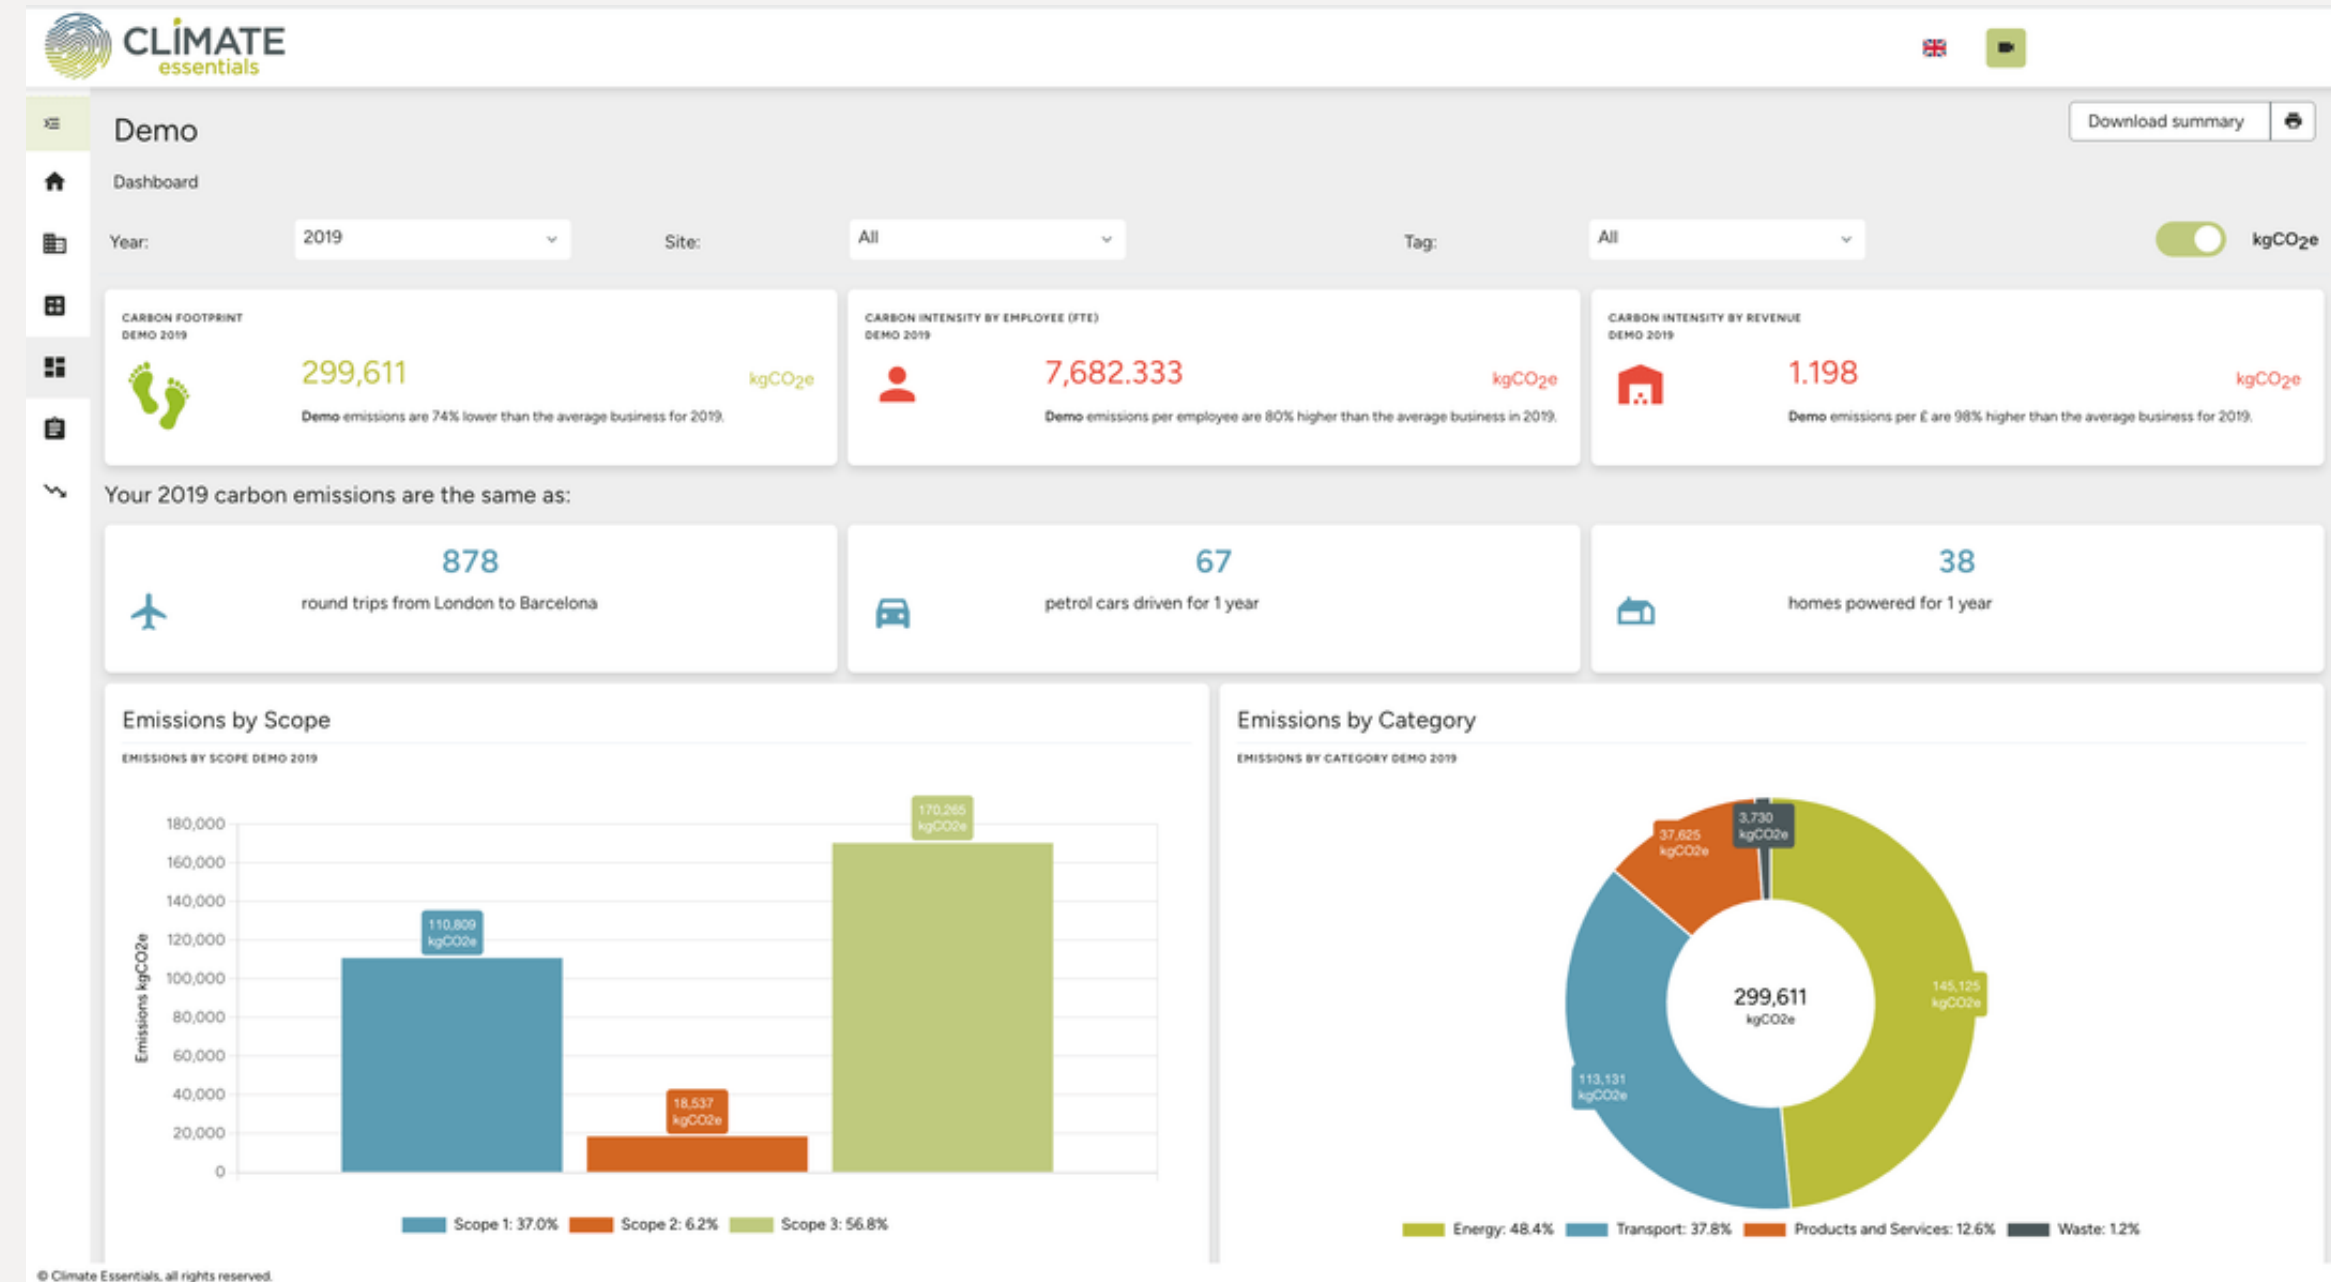 CLiMATE
essentials
Demo
Download summary
Dashboard
Year:
2019
Site:
All
Tag:
All
kgCO2e
CARBON FOOTPRINT
DEMO 2019
299,611
kgCO2e
Demo emissions are 74% lower than the average business for 2019.
CARBON INTENSITY BY EMPLOYEE (FTE)
DEMO 2019
7,682.333
kgCO2e
Demo emissions per employee are 80% higher than the average business in 2019.
CARBON INTENSITY BY REVENUE
DEMO 2019
1.198
kgCO2e
Demo emissions per £ are 98% higher than the average business for 2019.
Your 2019 carbon emissions are the same as:
878
round trips from London to Barcelona
67
petrol cars driven for 1 year
38
homes powered for 1 year
Emissions by Scope
EMISSIONS BY SCOPE DEMO 2019
Emissions kgCO2e
180,000
160,000
140,000
120,000
100,000
80,000
60,000
40,000
20,000
0
110,809
kgCO2e
18,537
kgCO2e
170,265
kgCO2e
Scope 1: 37.0%
Scope 2: 6.2%
Scope 3: 56.8%
Emissions by Category
EMISSIONS BY CATEGORY DEMO 2019
3,730
kgCO2e
37,625
kgCO2e
145,125
kgCO2e
299,611
kgCO2e
113,131
kgCO2e
Energy: 48.4%
Transport: 37.8%
Products and Services: 12.6%
Waste: 1.2%
© Climate Essentials, all rights reserved.